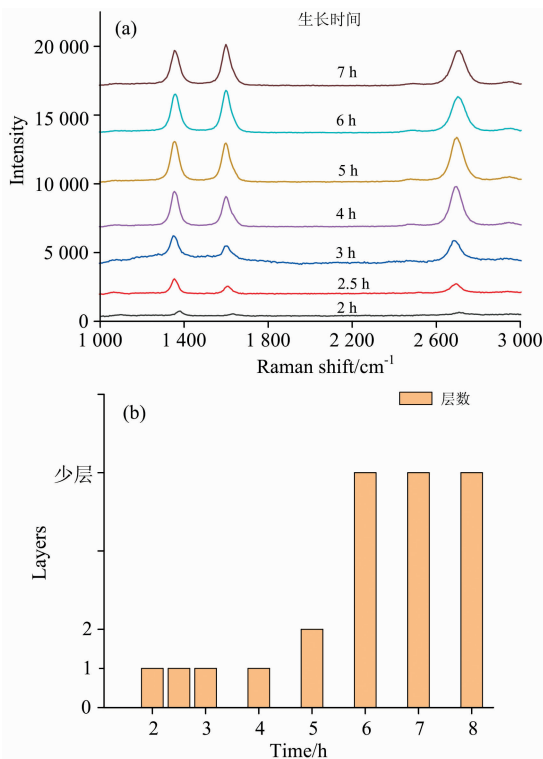 (a)
生长时间
20 000
15 000
10 000
5 000
0
Intensity
7 h
6 h
5 h
4 h
3 h
2.5 h
2 h
1 000 1 400 1 800 2 200 2 600 3 000
Raman shift/cm-1
(b)
层数
少层
2
1
0
Layers
2 3 4 5 6 7 8
Time/h